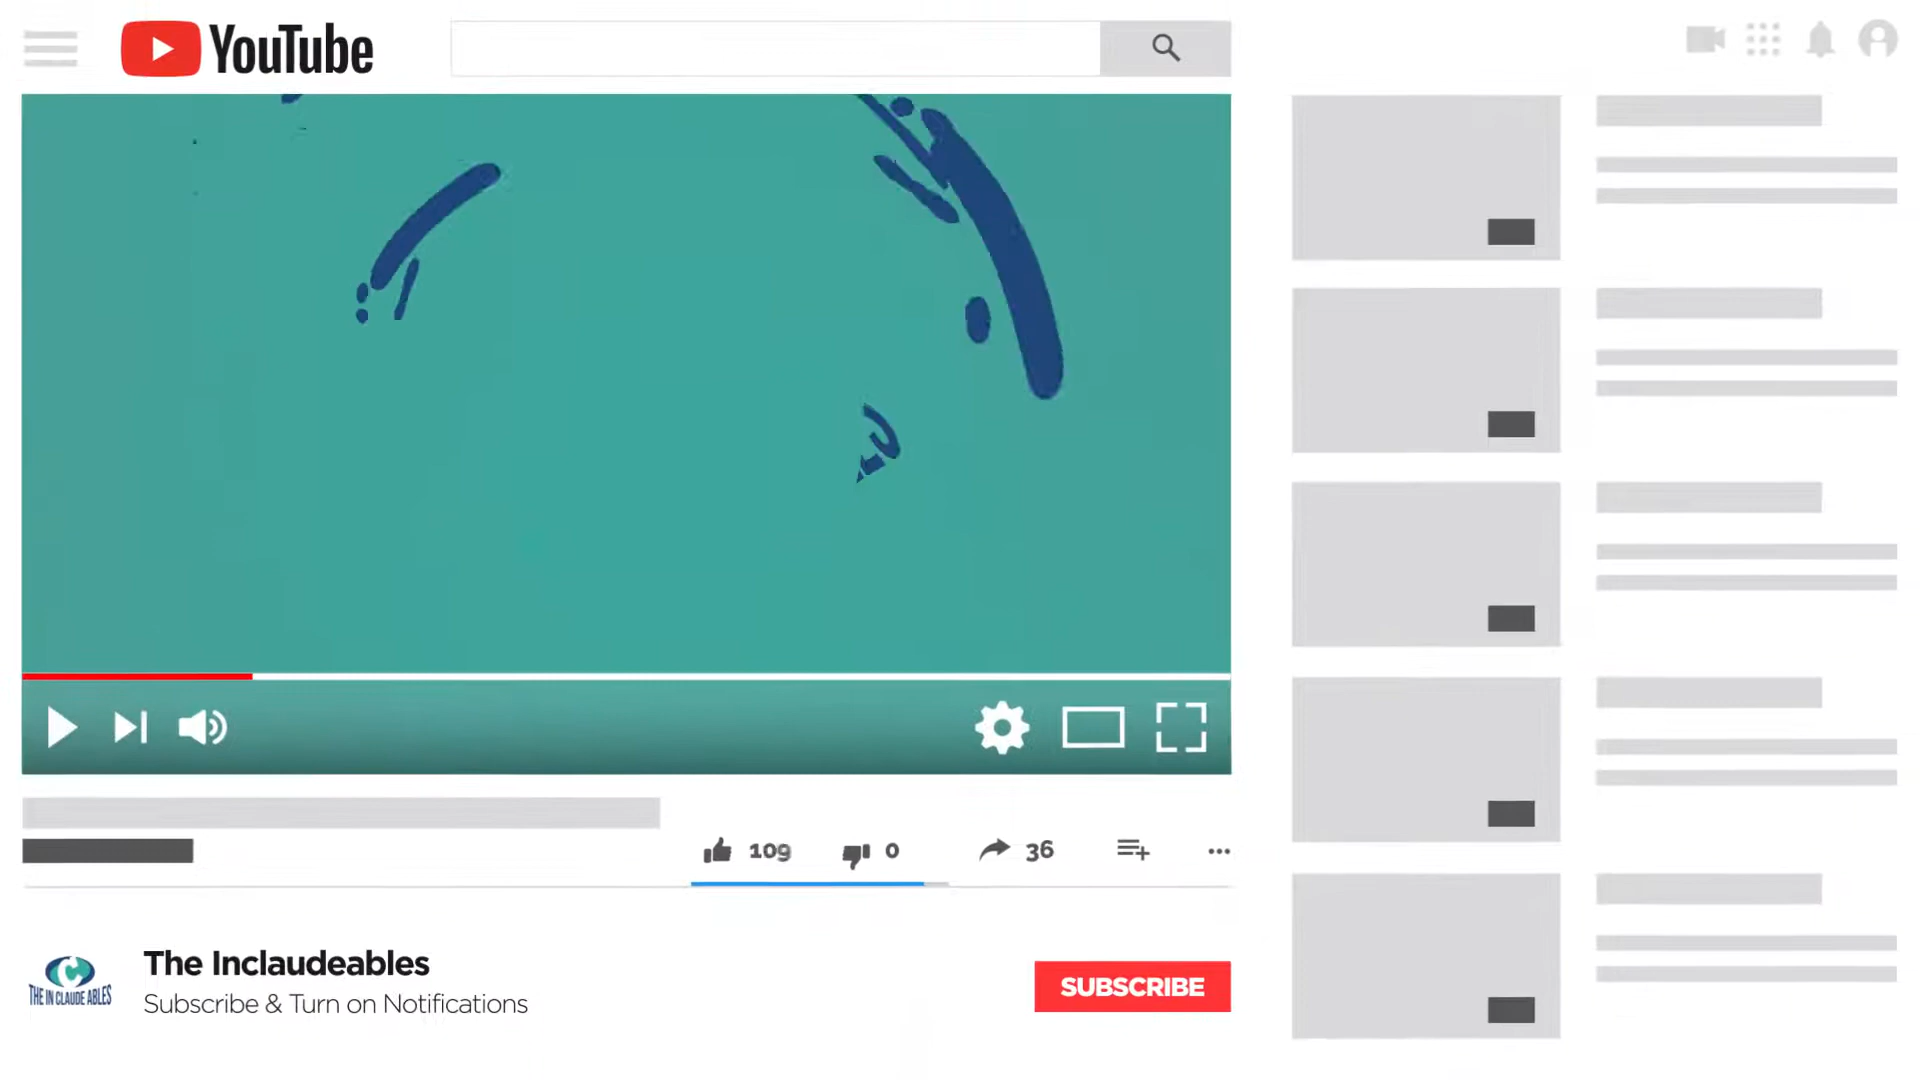 YouTube
109 0 36
The Inclaudeables
Subscribe & Turn on Notifications
THE IN CLAUDE ABLES
SUBSCRIBE